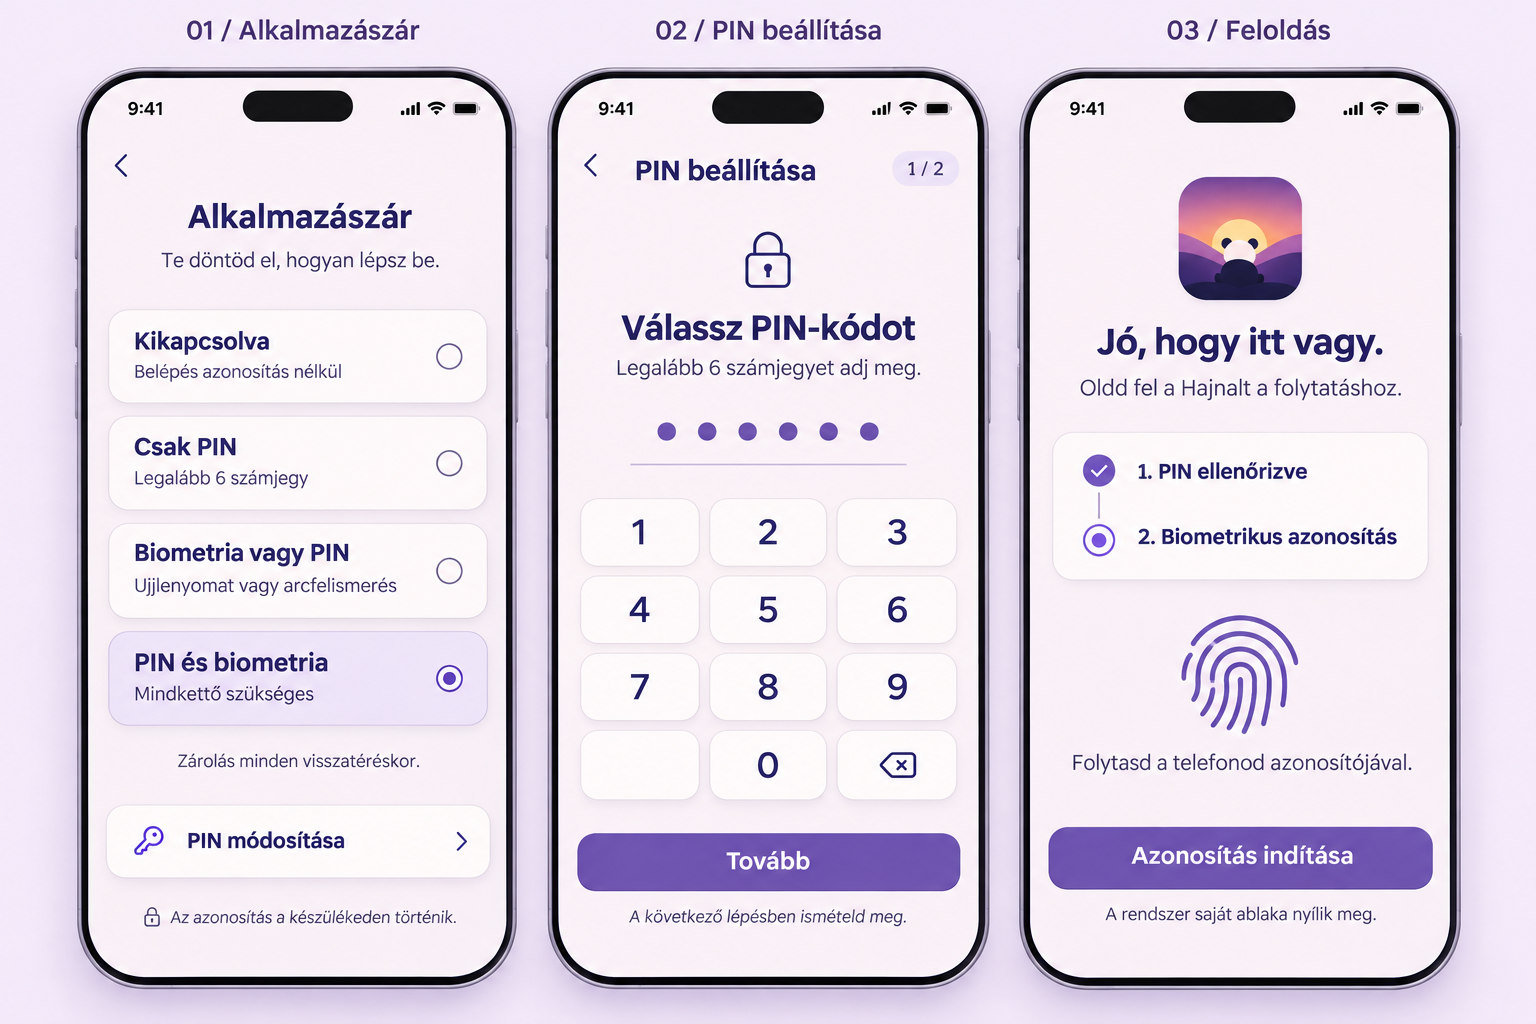 01 / Alkalmazászár
9:41
Alkalmazászár
Te döntöd el, hogyan lépsz be.
Kikapcsolva
Belépés azonosítás nélkül
Csak PIN
Legalább 6 számjegy
Biometria vagy PIN
Ujjlenyomat vagy arcfelismerés
PIN és biometria
Mindkettő szükséges
Zárolás minden visszatéréskor.
PIN módosítása
Az azonosítás a készülékeden történik.
02 / PIN beállítása
9:41
PIN beállítása
1 / 2
Válassz PIN-kódot
Legalább 6 számjegyet adj meg.
1 2 3
4 5 6
7 8 9
0
Tovább
A következő lépésben ismételd meg.
03 / Feloldás
9:41
Jó, hogy itt vagy.
Oldd fel a Hajnalt a folytatáshoz.
1. PIN ellenőrizve
2. Biometrikus azonosítás
Folytasd a telefonod azonosítójával.
Azonosítás indítása
A rendszer saját ablaka nyílik meg.